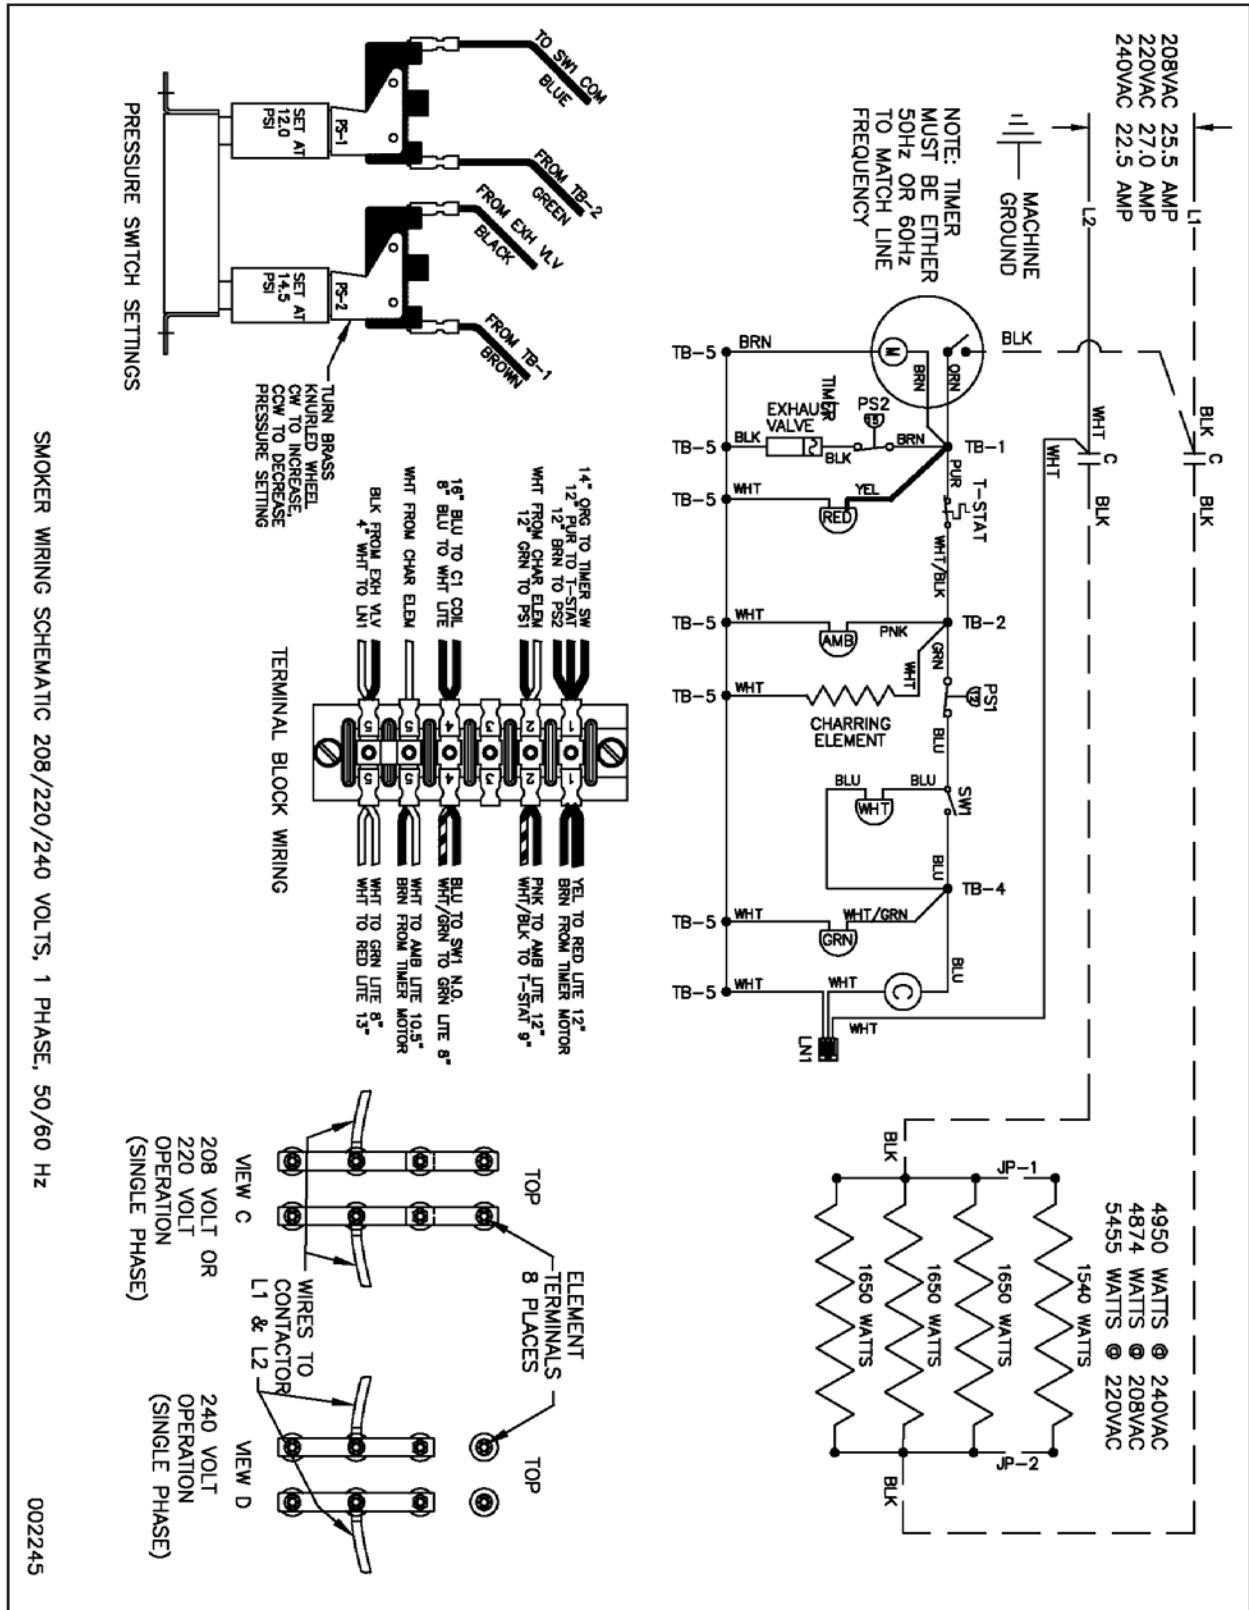 208VAC 25.5 AMP
220VAC 27.0 AMP
240VAC 22.5 AMP
L1
L2
MACHINE
GROUND
NOTE: TIMER
MUST BE EITHER
50Hz OR 60Hz
TO MATCH LINE
FREQUENCY
BLK
C
BLK
WHT
C
BLK
WHT
BLK
TB-5
BRN
M
BRN
ORN
TIMER
TB-5
BLK
EXHAUST
VALVE
BLK
PS2
15
BRN
TB-1
TB-5
WHT
RED
YEL
PUR
T-STAT
WHT/BLK
TB-5
WHT
AMB
PNK
TB-2
TB-5
WHT
CHARRING
ELEMENT
WHT
GRN
PS1
12
BLU
BLU
WHT
BLU
SW1
BLU
TB-4
TB-5
WHT
GRN
WHT/GRN
TB-5
WHT
WHT
C
BLU
WHT
LN1
4950 WATTS @ 240VAC
4874 WATTS @ 208VAC
5455 WATTS @ 220VAC
BLK
JP-1
1540 WATTS
1650 WATTS
1650 WATTS
1650 WATTS
JP-2
BLK
TO SW1 COM
BLUE
FROM TB-2
GREEN
FROM EXH VLV
BLACK
FROM TB-1
BROWN
PS-1
SET AT
12.0
PSI
PS-2
SET AT
14.5
PSI
TURN BRASS
KNURLED WHEEL
CW TO INCREASE,
CCW TO DECREASE
PRESSURE SETTING
PRESSURE SWITCH SETTINGS
14" ORG TO TIMER SW
12" PUR TO T-STAT
12" BRN TO PS2
WHT FROM CHAR ELEM
12" GRN TO PS1
16" BLU TO C1 COIL
8" BLU TO WHT LITE
WHT FROM CHAR ELEM
BLK FROM EXH VLV
4" WHT TO LN1
1
2
3
4
5
5
1
2
3
4
5
5
YEL TO RED LITE 12"
BRN FROM TIMER MOTOR
PNK TO AMB LITE 12"
WHT/BLK TO T-STAT 9"
BLU TO SW1 N.O.
WHT/GRN TO GRN LITE 8"
WHT TO AMB LITE 10.5"
BRN FROM TIMER MOTOR
WHT TO GRN LITE 8"
WHT TO RED LITE 13"
TERMINAL BLOCK WIRING
TOP
ELEMENT
TERMINALS
8 PLACES
TOP
WIRES TO
CONTACTOR
L1 & L2
VIEW C
208 VOLT OR
220 VOLT
OPERATION
(SINGLE PHASE)
VIEW D
240 VOLT
OPERATION
(SINGLE PHASE)
SMOKER WIRING SCHEMATIC 208/220/240 VOLTS, 1 PHASE, 50/60 Hz
002245